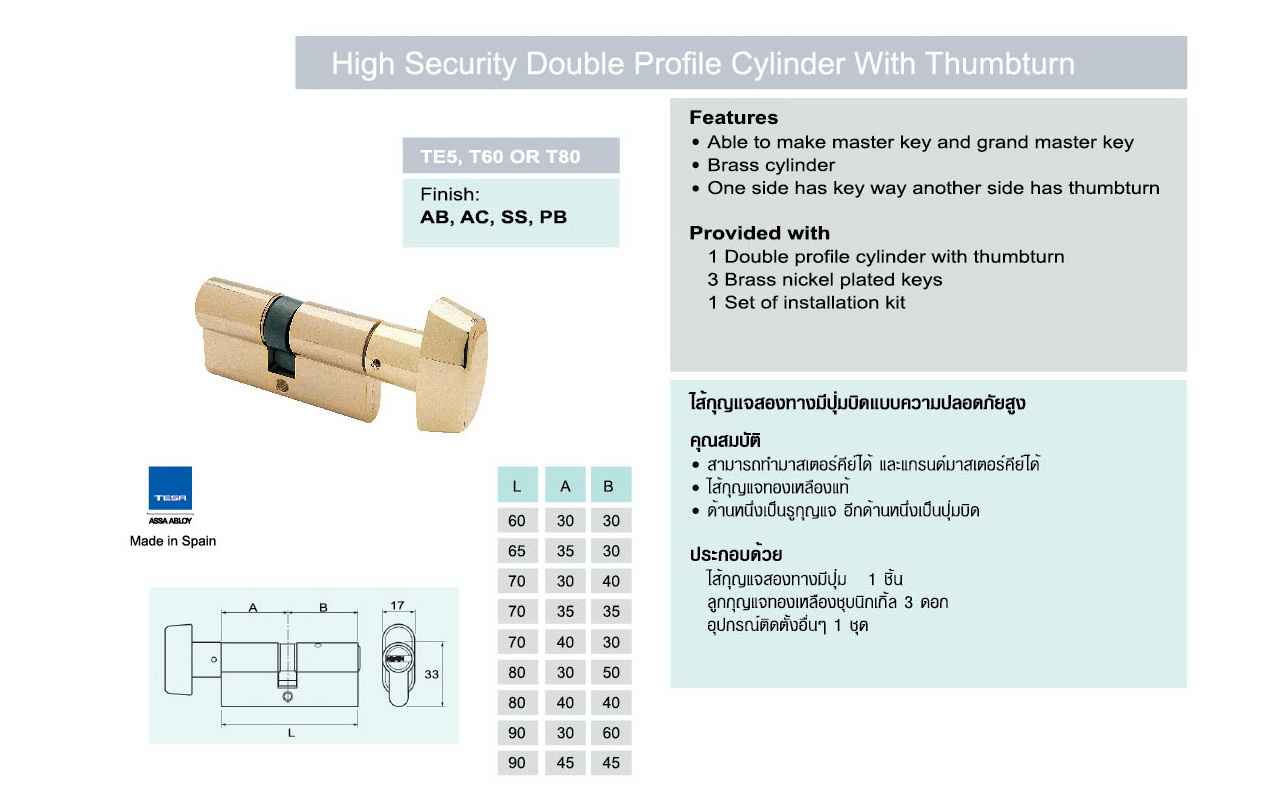 High Security Double Profile Cylinder With Thumbturn
TE5, T60 OR T80
Finish:
AB, AC, SS, PB
Features
• Able to make master key and grand master key
• Brass cylinder
• One side has key way another side has thumbturn
Provided with
1 Double profile cylinder with thumbturn
3 Brass nickel plated keys
1 Set of installation kit
ไส้กุญแจสองทางมีปุ่มบิดแบบความปลอดภัยสูง
คุณสมบัติ
• สามารถทำมาสเตอร์คีย์ได้ และแกรนด์มาสเตอร์คีย์ได้
• ไส้กุญแจทองเหลืองแท้
• ด้านหนึ่งเป็นรูกุญแจ อีกด้านหนึ่งเป็นปุ่มบิด
ประกอบด้วย
ไส้กุญแจสองทางมีปุ่ม 1 ชิ้น
ลูกกุญแจทองเหลืองชุบนิกเกิ้ล 3 ดอก
อุปกรณ์ติดตั้งอื่นๆ 1 ชุด
TESA
ASSA ABLOY
Made in Spain
A B 17
33
L
L A B
60 30 30
65 35 30
70 30 40
70 35 35
70 40 30
80 30 50
80 40 40
90 30 60
90 45 45